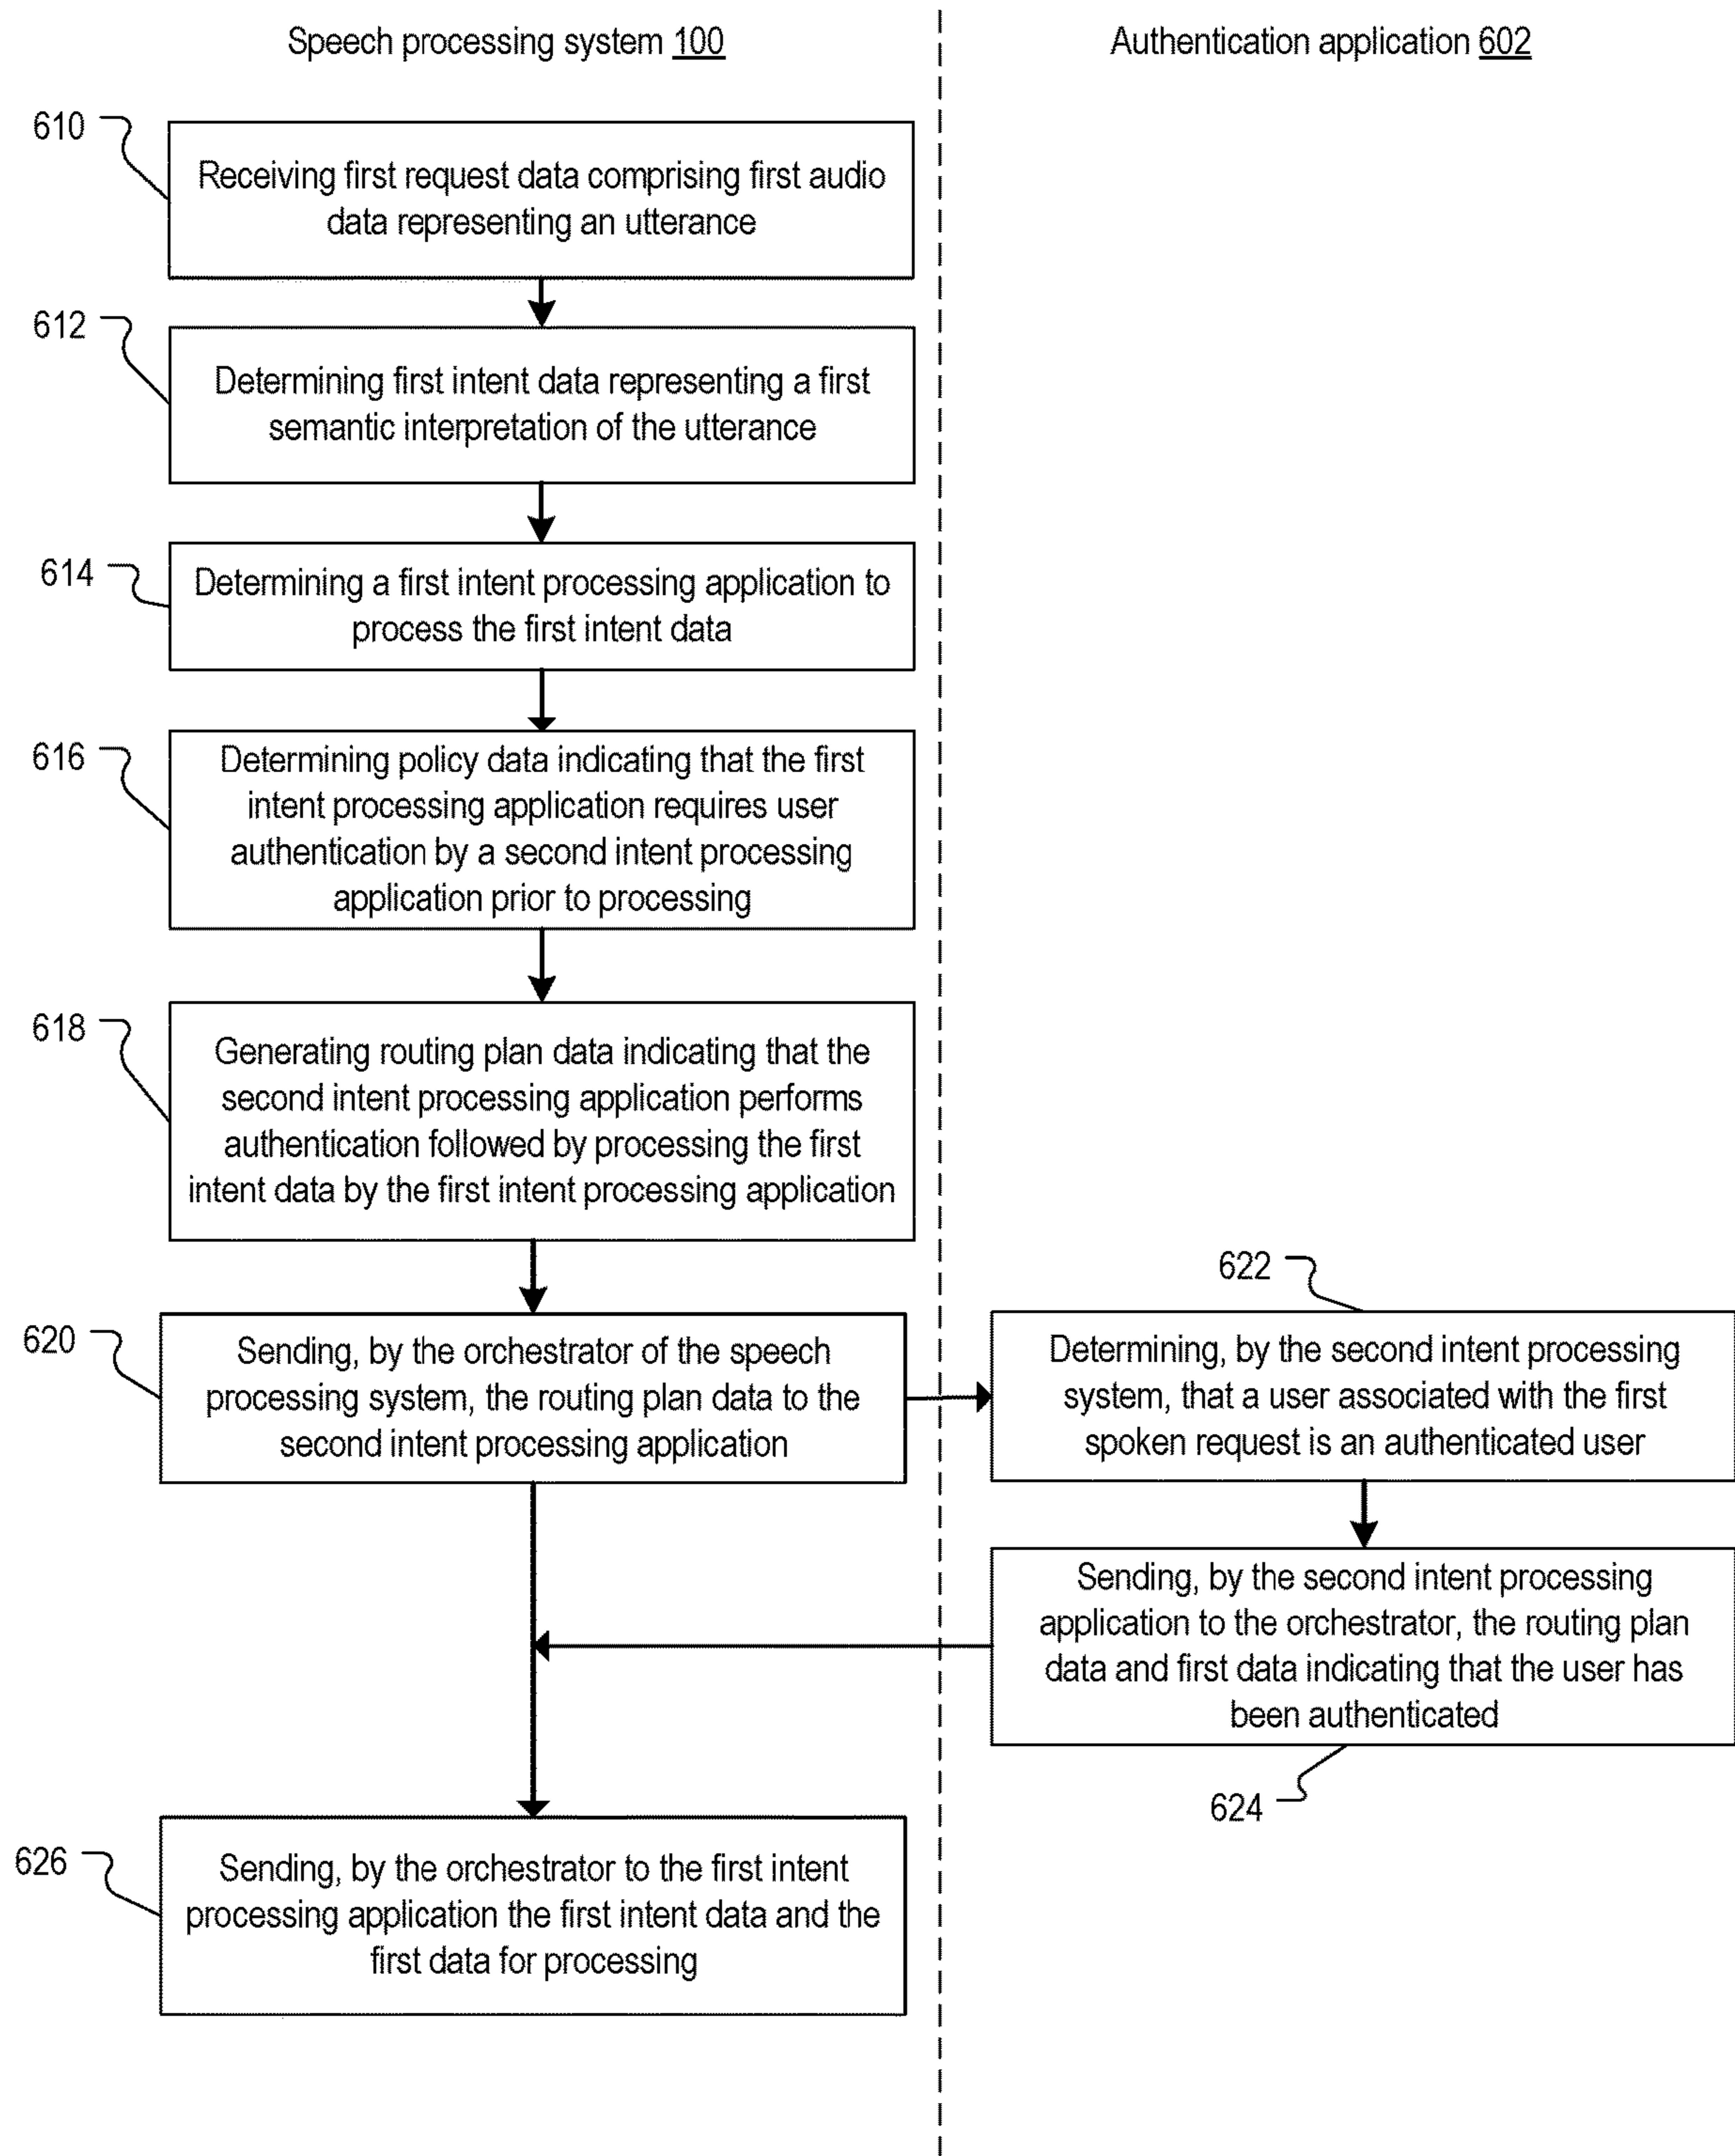 Speech processing system 100
Authentication application 602
610
Receiving first request data comprising first audio
data representing an utterance
612
Determining first intent data representing a first
semantic interpretation of the utterance
614
Determining a first intent processing application to
process the first intent data
616
Determining policy data indicating that the first
intent processing application requires user
authentication by a second intent processing
application prior to processing
618
Generating routing plan data indicating that the
second intent processing application performs
authentication followed by processing the first
intent data by the first intent processing application
620
Sending, by the orchestrator of the speech
processing system, the routing plan data to the
second intent processing application
622
Determining, by the second intent processing
system, that a user associated with the first
spoken request is an authenticated user
Sending, by the second intent processing
application to the orchestrator, the routing plan
data and first data indicating that the user has
been authenticated
624
626
Sending, by the orchestrator to the first intent
processing application the first intent data and the
first data for processing